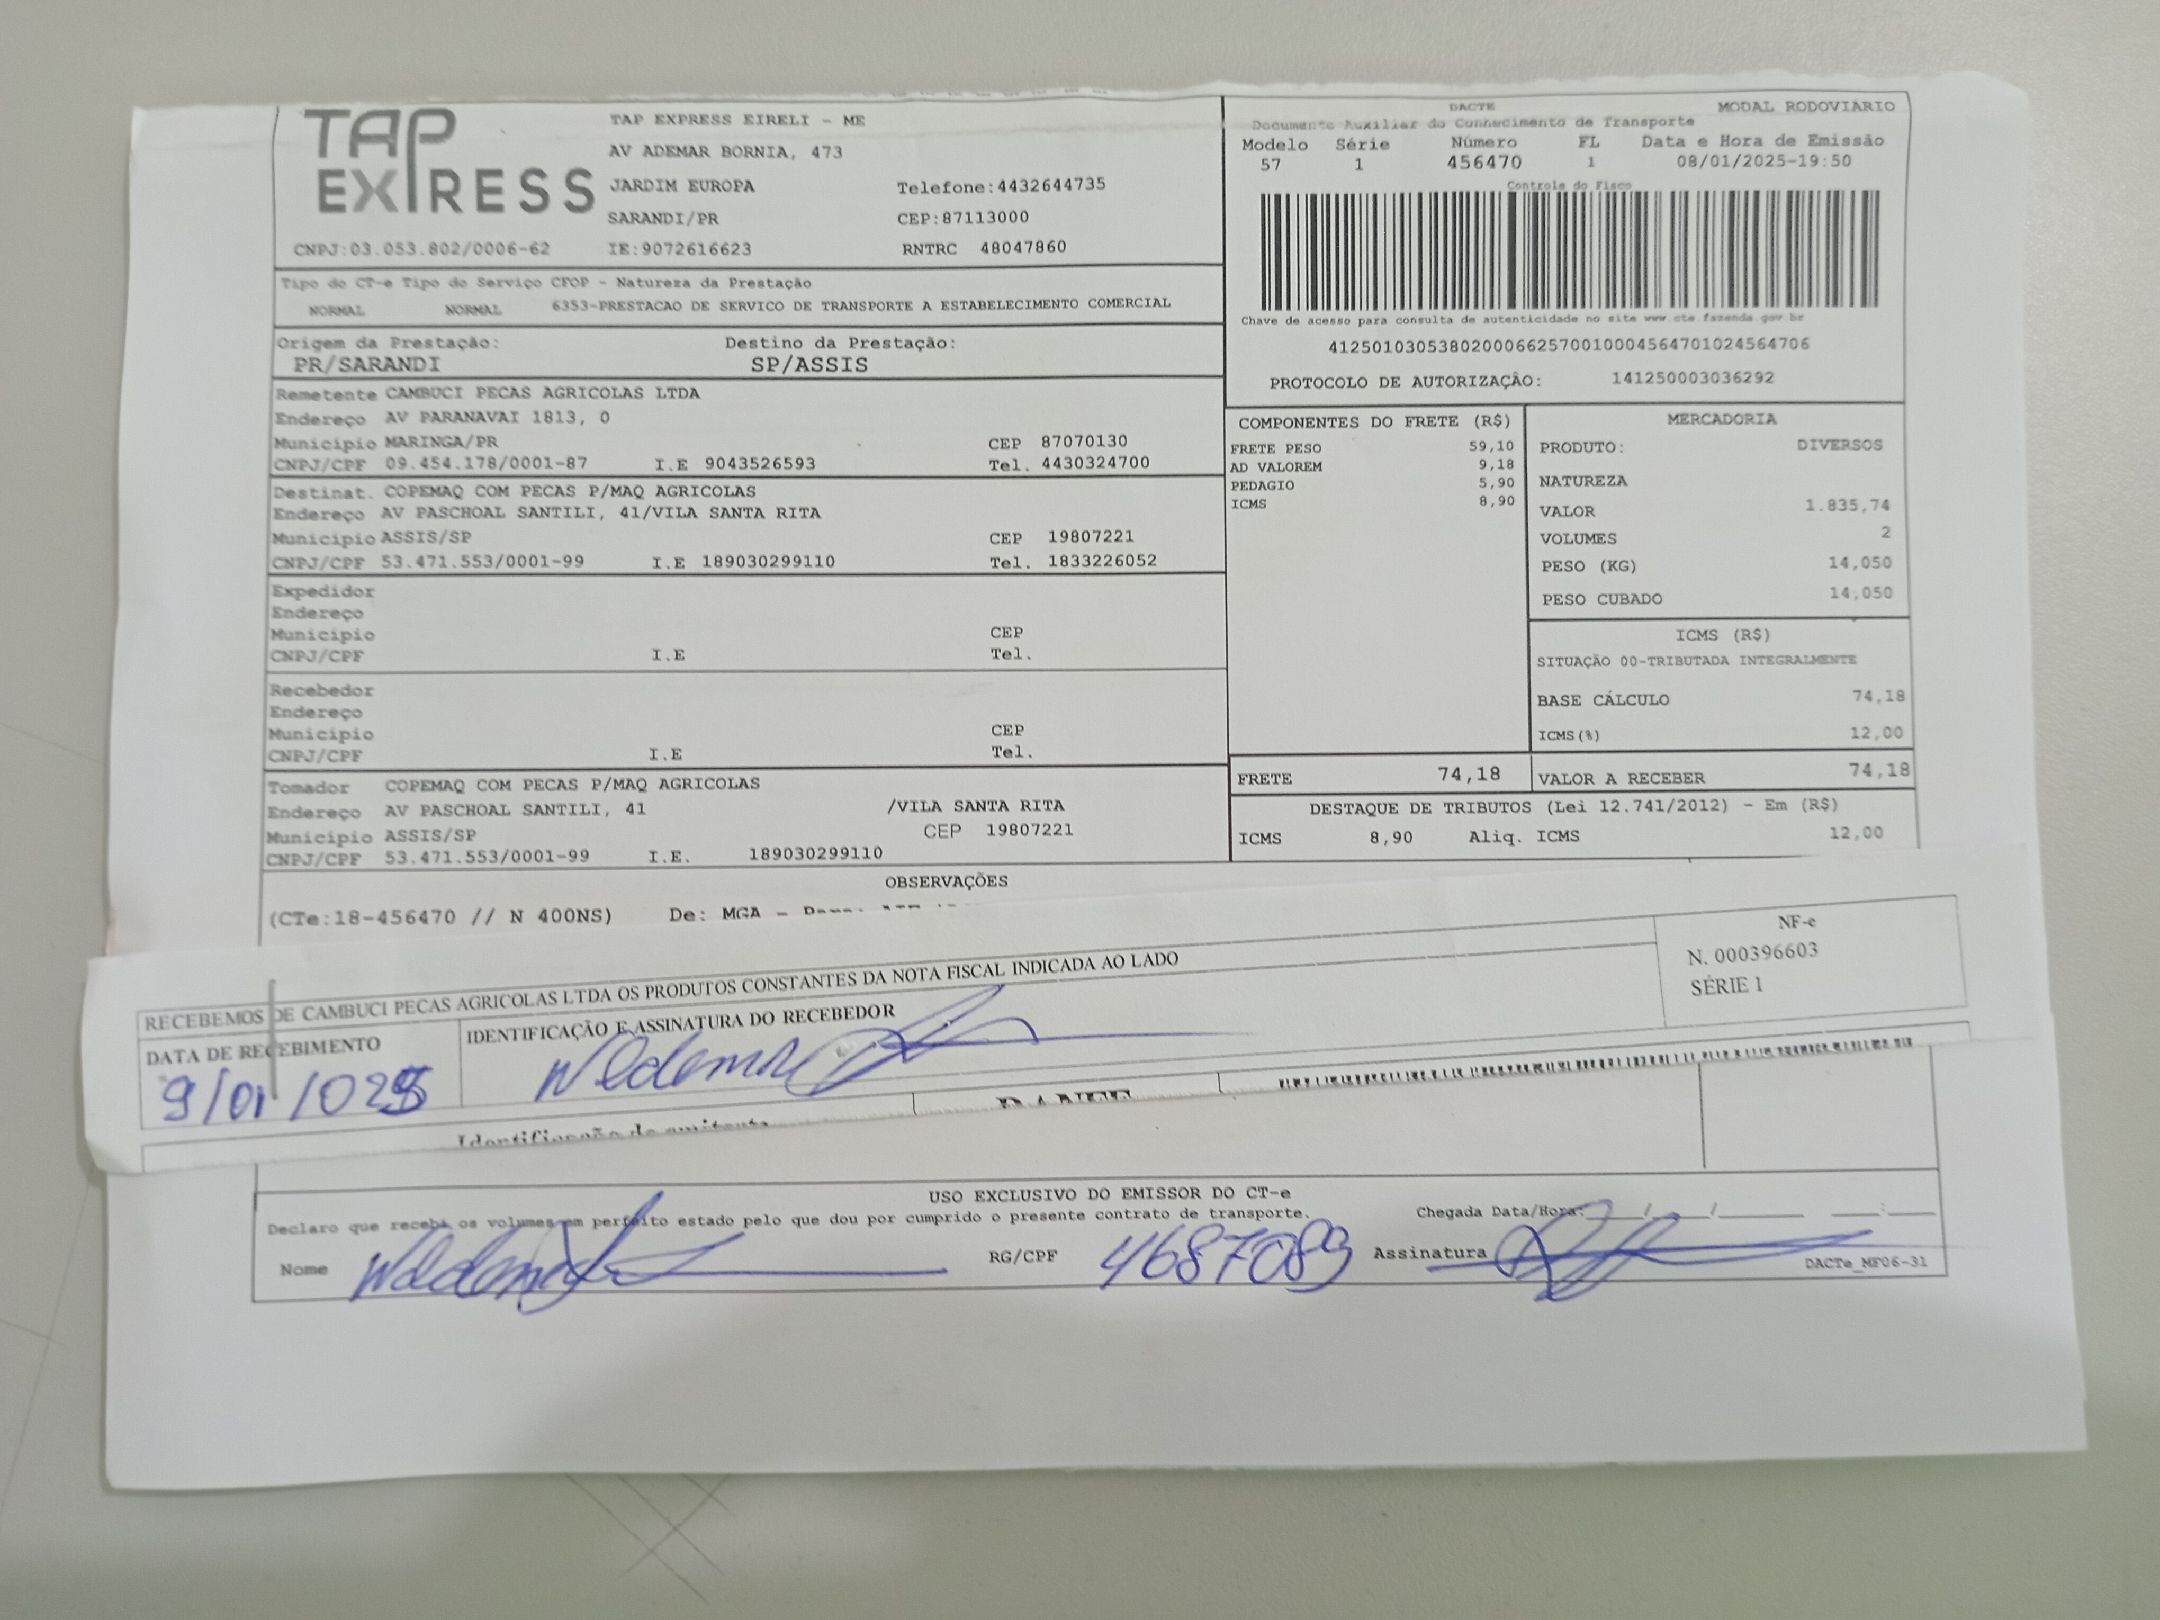 TAP
EXPRESS
TAP EXPRESS EIRELI - ME
AV ADEMAR BORNIA, 473
JARDIM EUROPA Telefone:4432644735
SARANDI/PR CEP:87113000
CNPJ:03.053.802/0006-62 IE:9072616623 RNTRC 48047860
DACTE MODAL RODOVIÁRIO
Documento Auxiliar do Conhecimento de Transporte
Modelo Série Número FL Data e Hora de Emissão
57 1 456470 1 08/01/2025-19:50
Controle do Fisco
Chave de acesso para consulta de autenticidade no site www.cte.fazenda.gov.br
41250103053802000662570010004564701024564706
PROTOCOLO DE AUTORIZAÇÃO: 141250003036292
Tipo do CT-e Tipo do Serviço CFOP - Natureza da Prestação
NORMAL NORMAL 6353-PRESTACAO DE SERVICO DE TRANSPORTE A ESTABELECIMENTO COMERCIAL
Origem da Prestação: Destino da Prestação:
PR/SARANDI SP/ASSIS
Remetente CAMBUCI PECAS AGRICOLAS LTDA
Endereço AV PARANAVAI 1813, 0
Município MARINGA/PR CEP 87070130
CNPJ/CPF 09.454.178/0001-87 I.E 9043526593 Tel. 4430324700
Destinat. COPEMAQ COM PECAS P/MAQ AGRICOLAS
Endereço AV PASCHOAL SANTILI, 41/VILA SANTA RITA
Município ASSIS/SP CEP 19807221
CNPJ/CPF 53.471.553/0001-99 I.E 189030299110 Tel. 1833226052
Expedidor
Endereço
Município CEP
CNPJ/CPF I.E Tel.
Recebedor
Endereço
Município CEP
CNPJ/CPF I.E Tel.
Tomador COPEMAQ COM PECAS P/MAQ AGRICOLAS
Endereço AV PASCHOAL SANTILI, 41 /VILA SANTA RITA
Município ASSIS/SP CEP 19807221
CNPJ/CPF 53.471.553/0001-99 I.E. 189030299110
COMPONENTES DO FRETE (R$)
FRETE PESO 59,10
AD VALOREM 9,18
PEDAGIO 5,90
ICMS 8,90
MERCADORIA
PRODUTO: DIVERSOS
NATUREZA
VALOR 1.835,74
VOLUMES 2
PESO (KG) 14,050
PESO CUBADO 14,050
ICMS (R$)
SITUAÇÃO 00-TRIBUTADA INTEGRALMENTE
BASE CÁLCULO 74,18
ICMS(%) 12,00
FRETE 74,18 VALOR A RECEBER 74,18
DESTAQUE DE TRIBUTOS (Lei 12.741/2012) - Em (R$)
ICMS 8,90 Aliq. ICMS 12,00
OBSERVAÇÕES
(CTe:18-456470 // N 400NS) De: MGA -
RECEBEMOS DE CAMBUCI PECAS AGRICOLAS LTDA OS PRODUTOS CONSTANTES DA NOTA FISCAL INDICADA AO LADO
NF-e
N. 000396603
SÉRIE 1
DATA DE RECEBIMENTO IDENTIFICAÇÃO E ASSINATURA DO RECEBEDOR
9/01/025
Identificação do emitente
USO EXCLUSIVO DO EMISSOR DO CT-e
Declaro que recebi os volumes em perfeito estado pelo que dou por cumprido o presente contrato de transporte. Chegada Data/Hora: __/__/____ __:__
Nome RG/CPF 4687089 Assinatura
DACTe_MF06-31